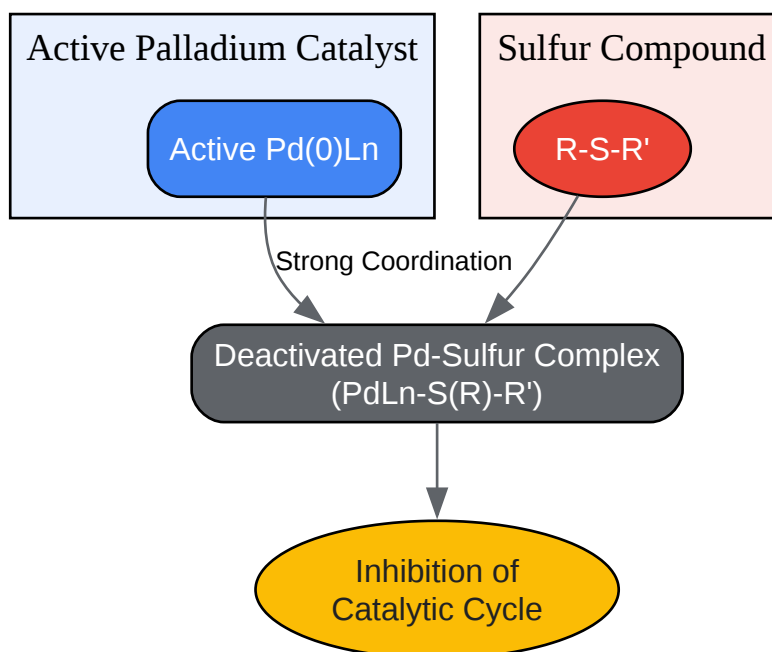 Active Palladium Catalyst
Sulfur Compound
Active Pd(0)Ln
R-S-R'
Strong Coordination
Deactivated Pd-Sulfur Complex
(PdLn-S(R)-R')
Inhibition of
Catalytic Cycle